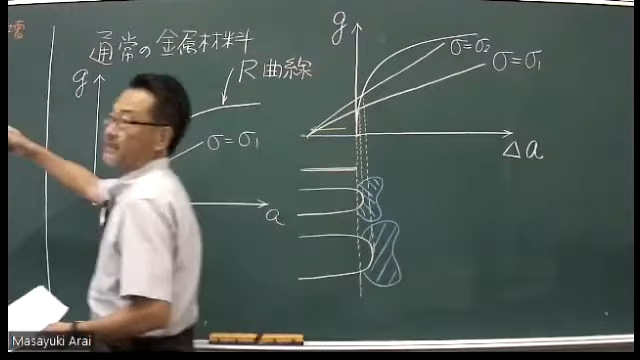 通常の金属材料
g
R曲線
σ=σ₁
a
g
σ=σ₂
σ=σ₁
Δa
Masayuki Arai